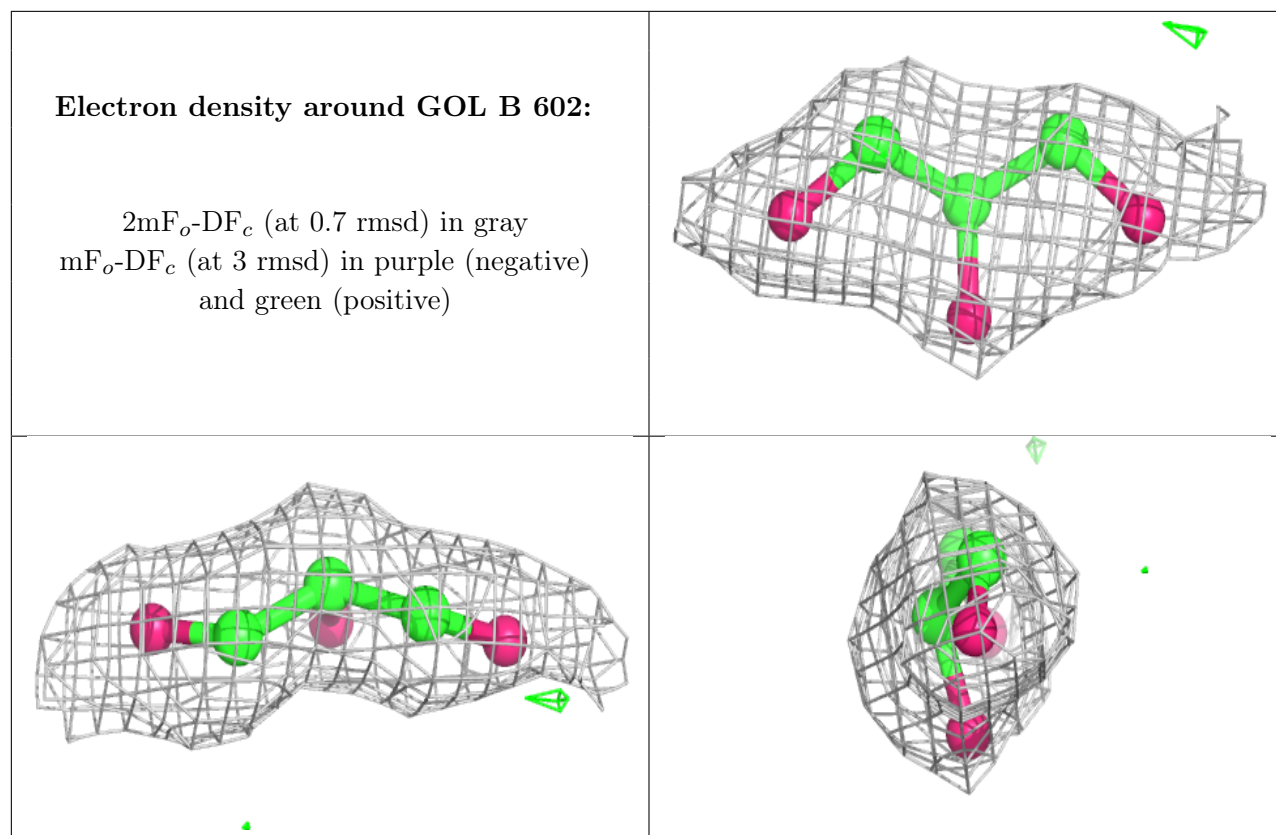 Electron density around GOL B 602:
2mFo-DFc (at 0.7 rmsd) in gray
mFo-DFc (at 3 rmsd) in purple (negative)
and green (positive)